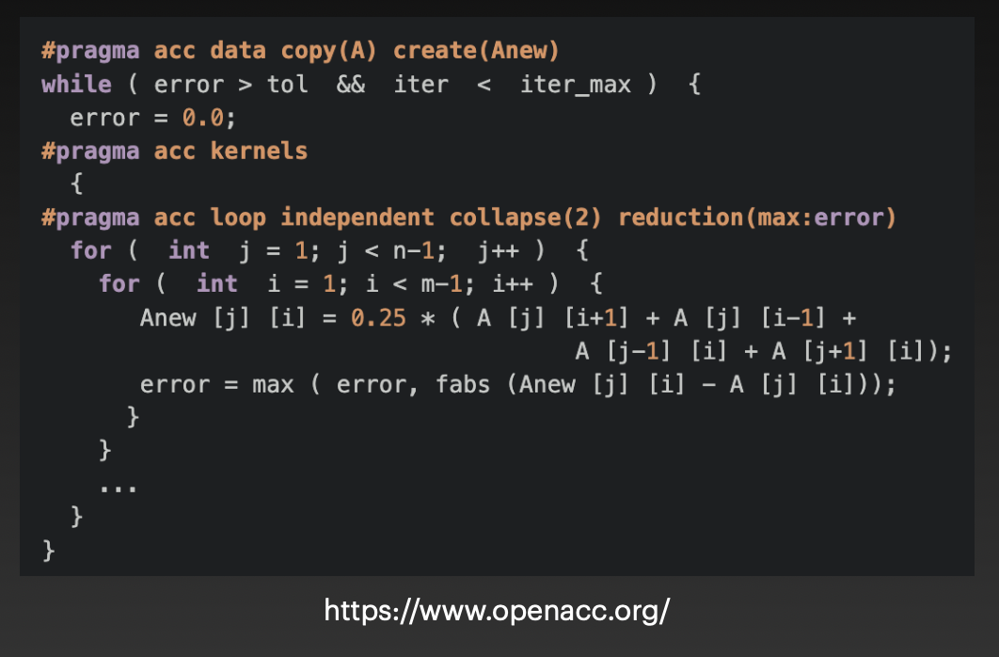 #pragma acc data copy(A) create(Anew)
while ( error > tol  &&  iter  <  iter_max )  {
  error = 0.0;
#pragma acc kernels
  {
#pragma acc loop independent collapse(2) reduction(max:error)
  for (  int  j = 1; j < n-1;  j++ )  {
    for (  int  i = 1; i < m-1; i++ )  {
       Anew [j] [i] = 0.25 * ( A [j] [i+1] + A [j] [i-1] +
                                      A [j-1] [i] + A [j+1] [i]);
       error = max ( error, fabs (Anew [j] [i] - A [j] [i]));
      }
    }
    ...
  }
}
https://www.openacc.org/